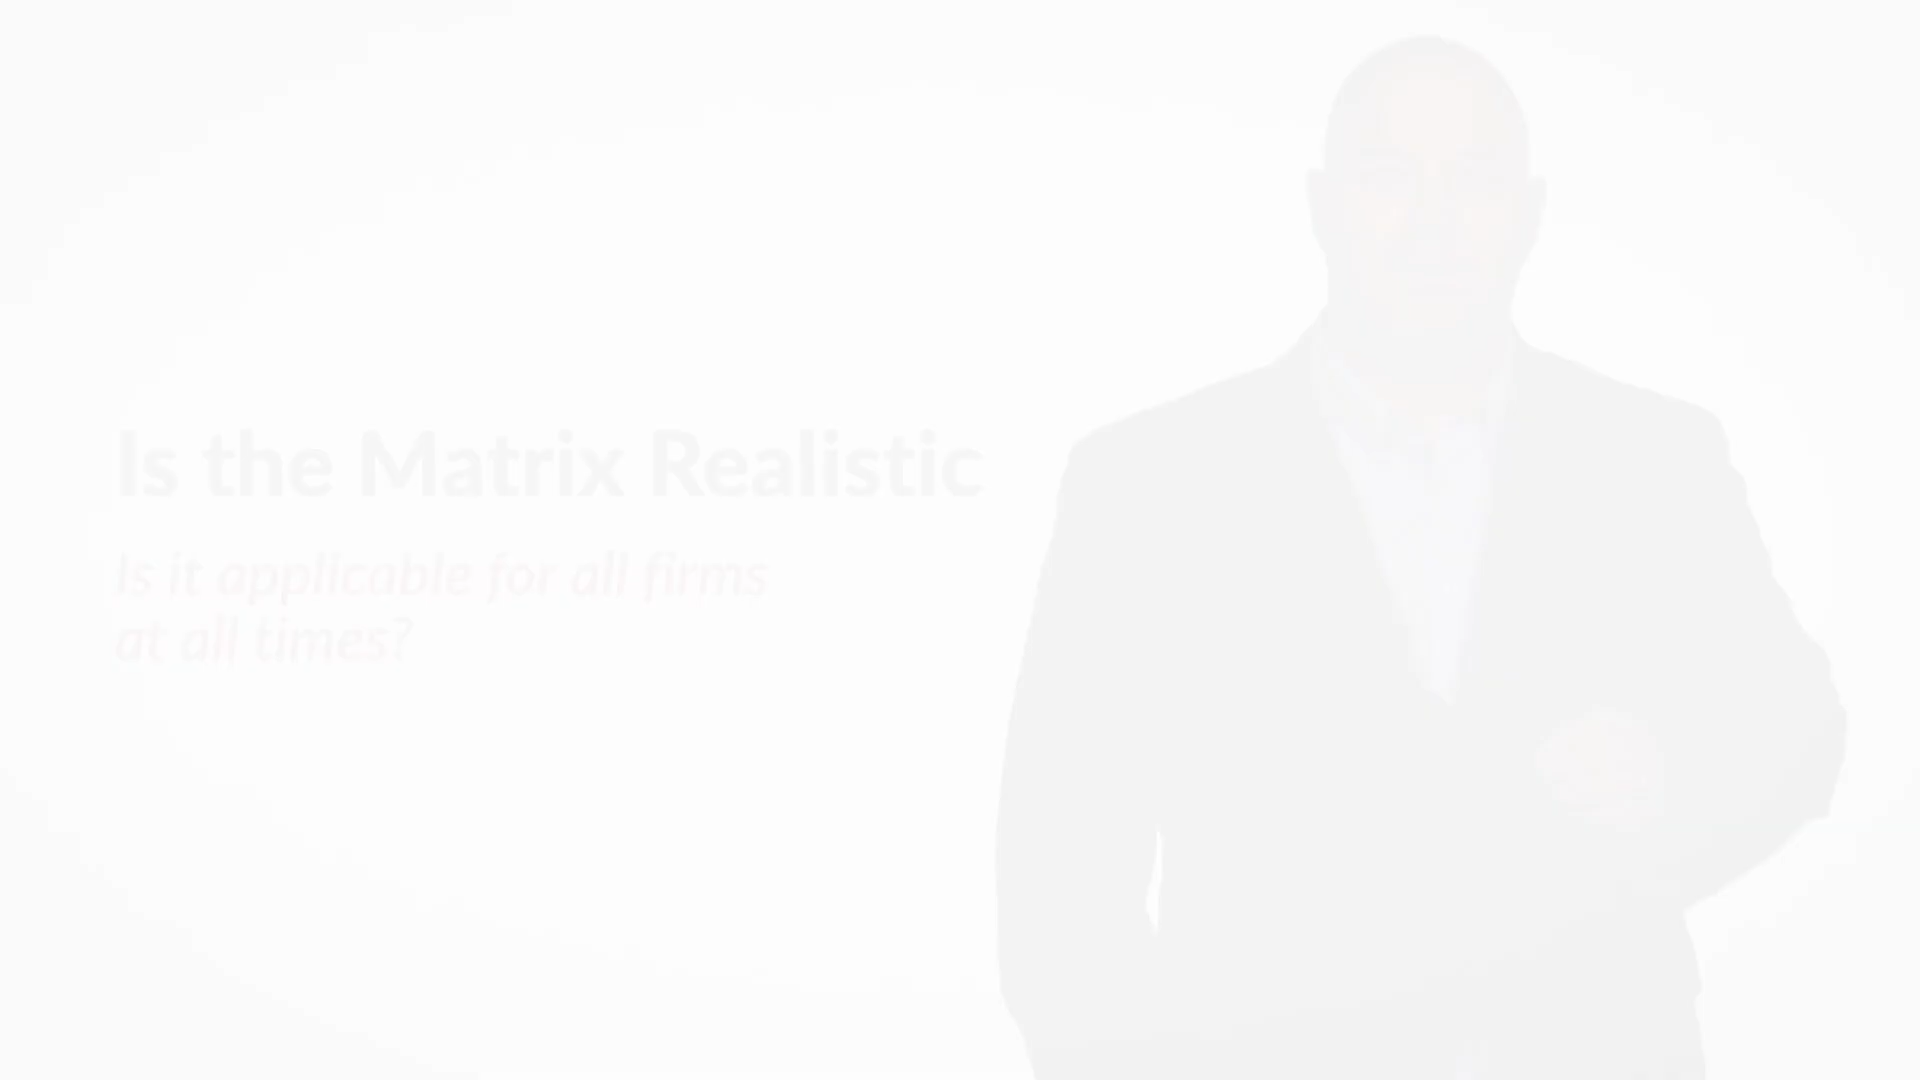 Is the Matrix Realistic
Is it applicable for all firms
at all times?